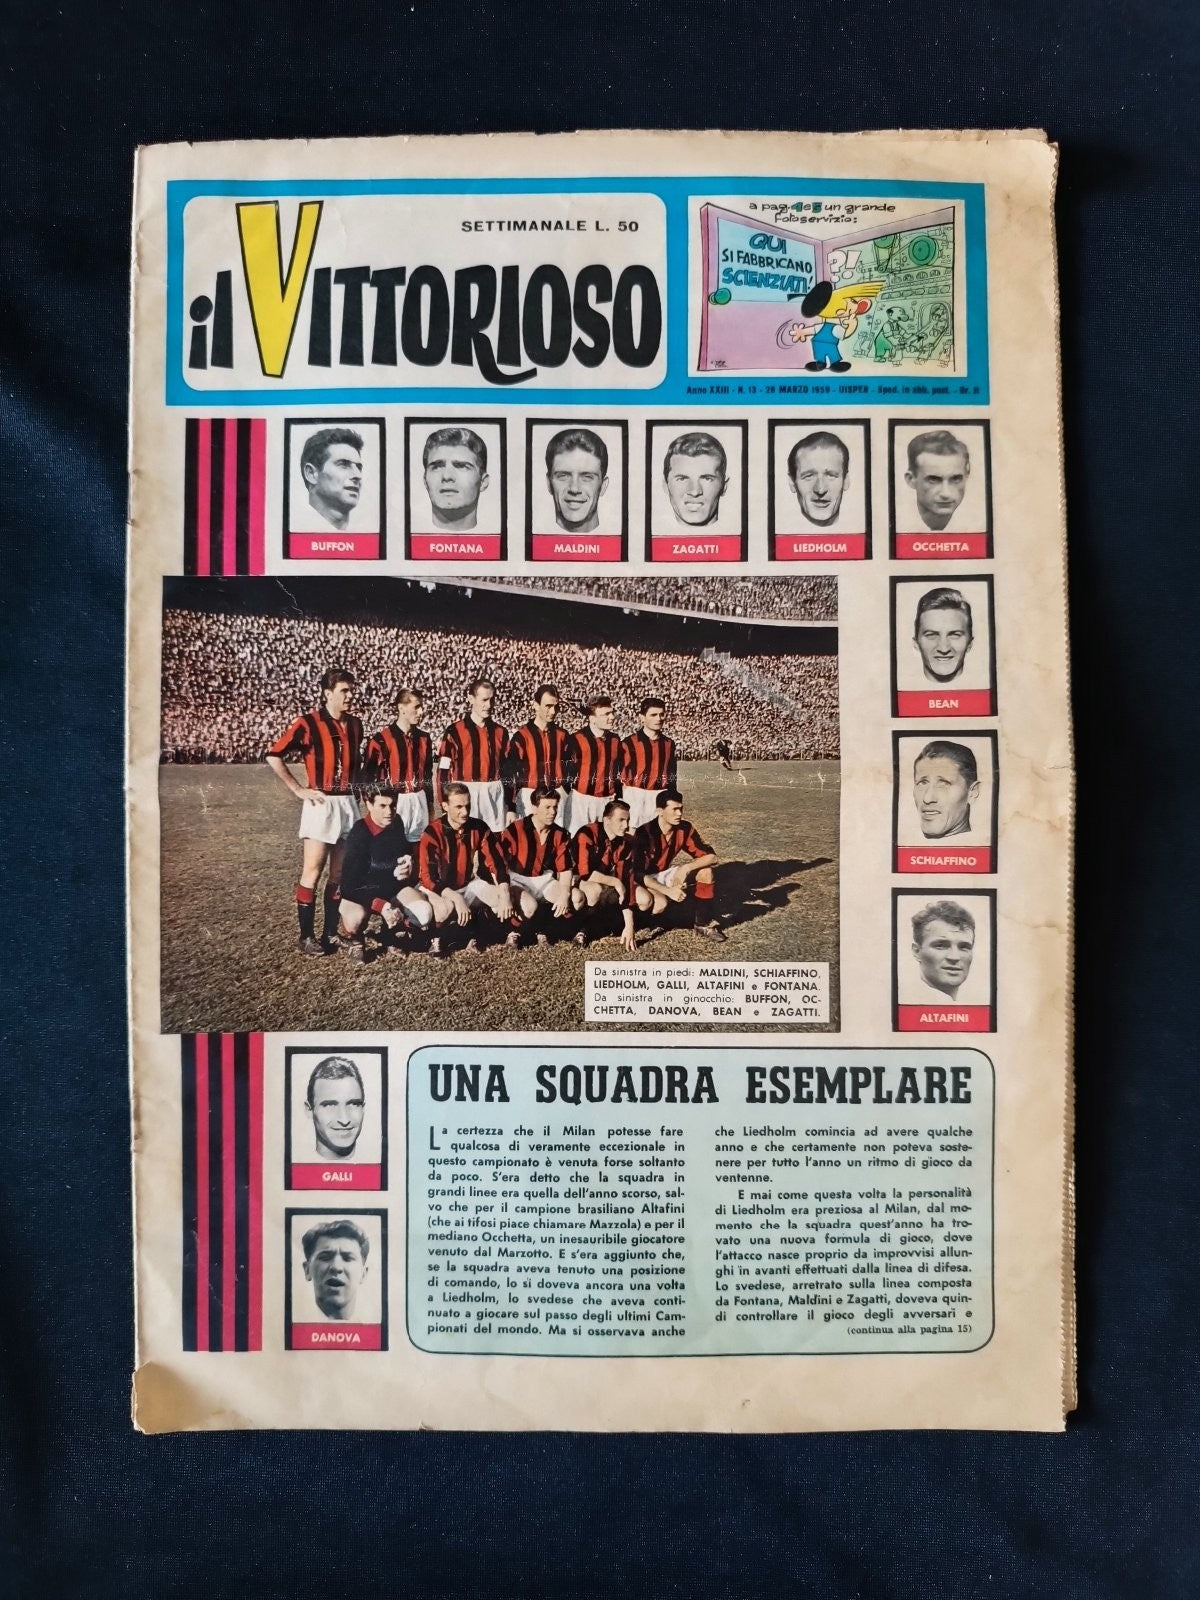 SETTIMANALE L. 50
il VITTORIOSO
a pag. 4 e 5 un grande
fotoservizio:
QUI
SI FABBRICANO
SCIENZIATI!
?!
Anno XXIII - N. 13 - 28 MARZO 1959 - UISPER - Sped. in abb. post. - Gr. II
BUFFON
FONTANA
MALDINI
ZAGATTI
LIEDHOLM
OCCHETTA
BEAN
SCHIAFFINO
ALTAFINI
Da sinistra in piedi: MALDINI, SCHIAFFINO,
LIEDHOLM, GALLI, ALTAFINI e FONTANA.
Da sinistra in ginocchio: BUFFON, OC-
CHETTA, DANOVA, BEAN e ZAGATTI.
GALLI
DANOVA
UNA SQUADRA ESEMPLARE
La certezza che il Milan potesse fare
qualcosa di veramente eccezionale in
questo campionato è venuta forse soltanto
da poco. S'era detto che la squadra in
grandi linee era quella dell'anno scorso, sal-
vo che per il campione brasiliano Altafini
(che ai tifosi piace chiamare Mazzola) e per il
mediano Occhetta, un inesauribile giocatore
venuto dal Marzotto. E s'era aggiunto che,
se la squadra aveva tenuto una posizione
di comando, lo si doveva ancora una volta
a Liedholm, lo svedese che aveva conti-
nuato a giocare sul passo degli ultimi Cam-
pionati del mondo. Ma si osservava anche
che Liedholm comincia ad avere qualche
anno e che certamente non poteva soste-
nere per tutto l'anno un ritmo di gioco da
ventenne.
E mai come questa volta la personalità
di Liedholm era preziosa al Milan, dal mo-
mento che la squadra quest'anno ha tro-
vato una nuova formula di gioco, dove
l'attacco nasce proprio da improvvisi allun-
ghi in avanti effettuati dalla linea di difesa.
Lo svedese, arretrato sulla linea composta
da Fontana, Maldini e Zagatti, doveva quin-
di controllare il gioco degli avversari e
(continua alla pagina 15)